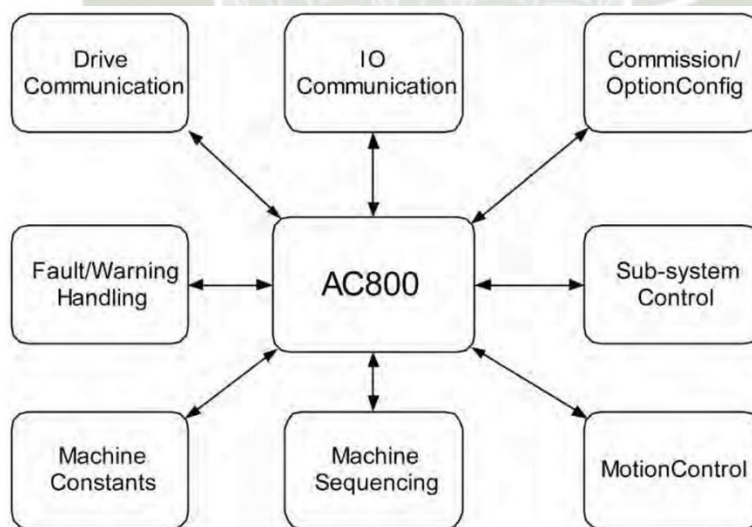 Drive
Communication
IO
Communication
Commission/
OptionConfig
Fault/Warning
Handling
AC800
Sub-system
Control
Machine
Constants
Machine
Sequencing
MotionControl